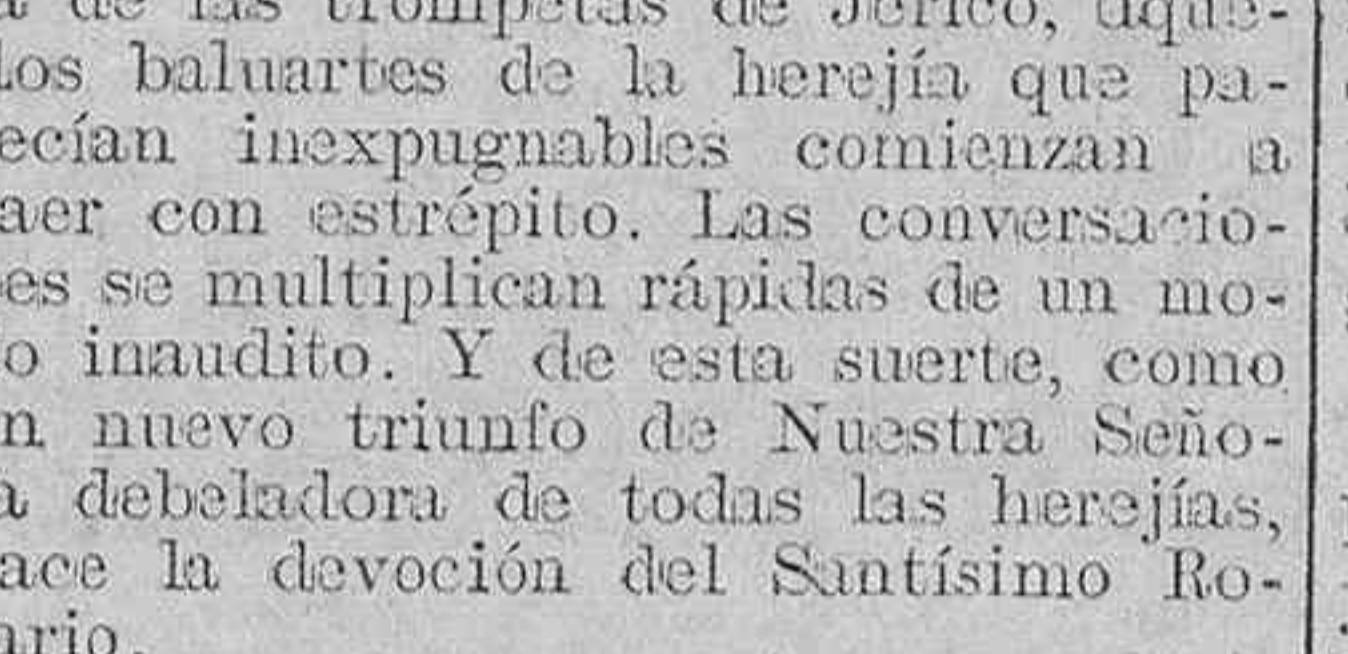 a de las trompetas de Jericó, aque-
los baluartes de la herejía que pa-
ecían inexpugnables comienzan a
aer con estrépito. Las conversacio-
es se multiplican rápidas de un mo-
o inaudito. Y de esta suerte, como
n nuevo triunfo de Nuestra Seño-
a debeladora de todas las herejías,
ace la devoción del Santísimo Ro-
ario.